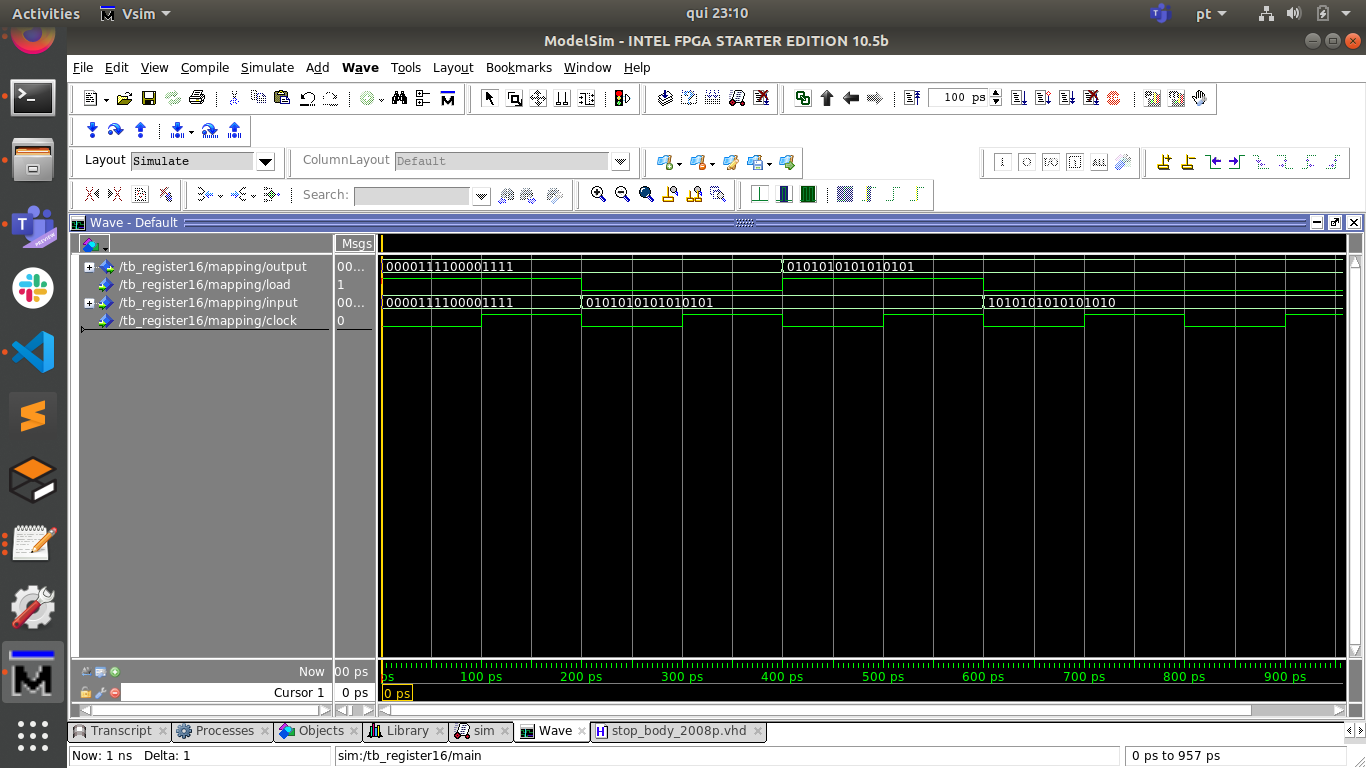 Activities Vsim qui 23:10 pt
ModelSim - INTEL FPGA STARTER EDITION 10.5b
File Edit View Compile Simulate Add Wave Tools Layout Bookmarks Window Help
100 ps
Layout Simulate ColumnLayout Default
Search:
Wave - Default
Msgs
/tb_register16/mapping/output 00... 0000111100001111 0101010101010101
/tb_register16/mapping/load 1
/tb_register16/mapping/input 00... 0000111100001111 0101010101010101 1010101010101010
/tb_register16/mapping/clock 0
Now 00 ps ps 100 ps 200 ps 300 ps 400 ps 500 ps 600 ps 700 ps 800 ps 900 ps
Cursor 1 0 ps 0 ps
Transcript Processes Objects Library sim Wave stop_body_2008p.vhd
Now: 1 ns Delta: 1 sim:/tb_register16/main 0 ps to 957 ps